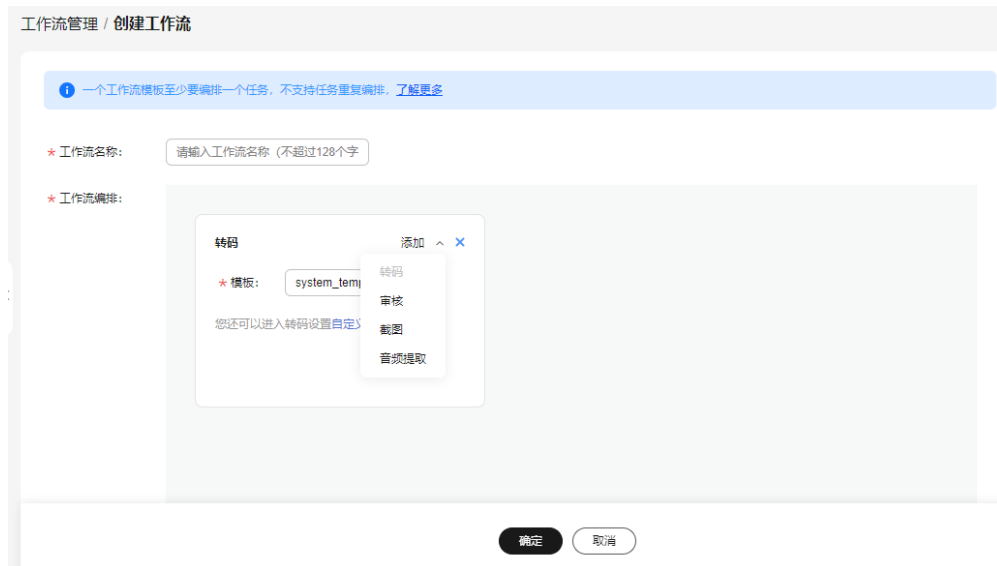 工作流管理 / 创建工作流
一个工作流模板至少要编排一个任务，不支持任务重复编排，了解更多
* 工作流名称：
请输入工作流名称（不超过128个字
* 工作流编排：
转码 添加
* 模板： system_temp
您还可以进入转码设置自定义
转码
审核
截图
音频提取
确定 取消